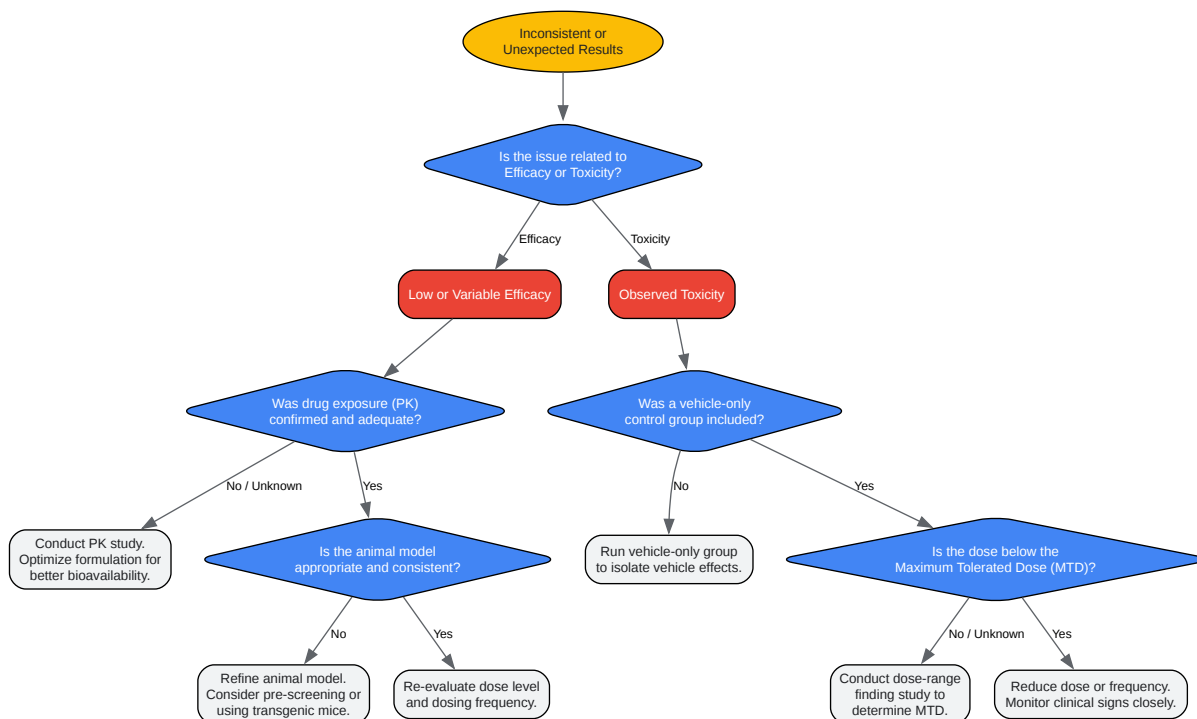 Inconsistent or
Unexpected Results
Is the issue related to
Efficacy or Toxicity?
Efficacy
Toxicity
Low or Variable Efficacy
Observed Toxicity
Was drug exposure (PK)
confirmed and adequate?
Was a vehicle-only
control group included?
No / Unknown
Yes
No
Yes
Conduct PK study.
Optimize formulation for
better bioavailability.
Is the animal model
appropriate and consistent?
Run vehicle-only group
to isolate vehicle effects.
Is the dose below the
Maximum Tolerated Dose (MTD)?
No
Yes
No / Unknown
Yes
Refine animal model.
Consider pre-screening or
using transgenic mice.
Re-evaluate dose level
and dosing frequency.
Conduct dose-range
finding study to
determine MTD.
Reduce dose or frequency.
Monitor clinical signs closely.